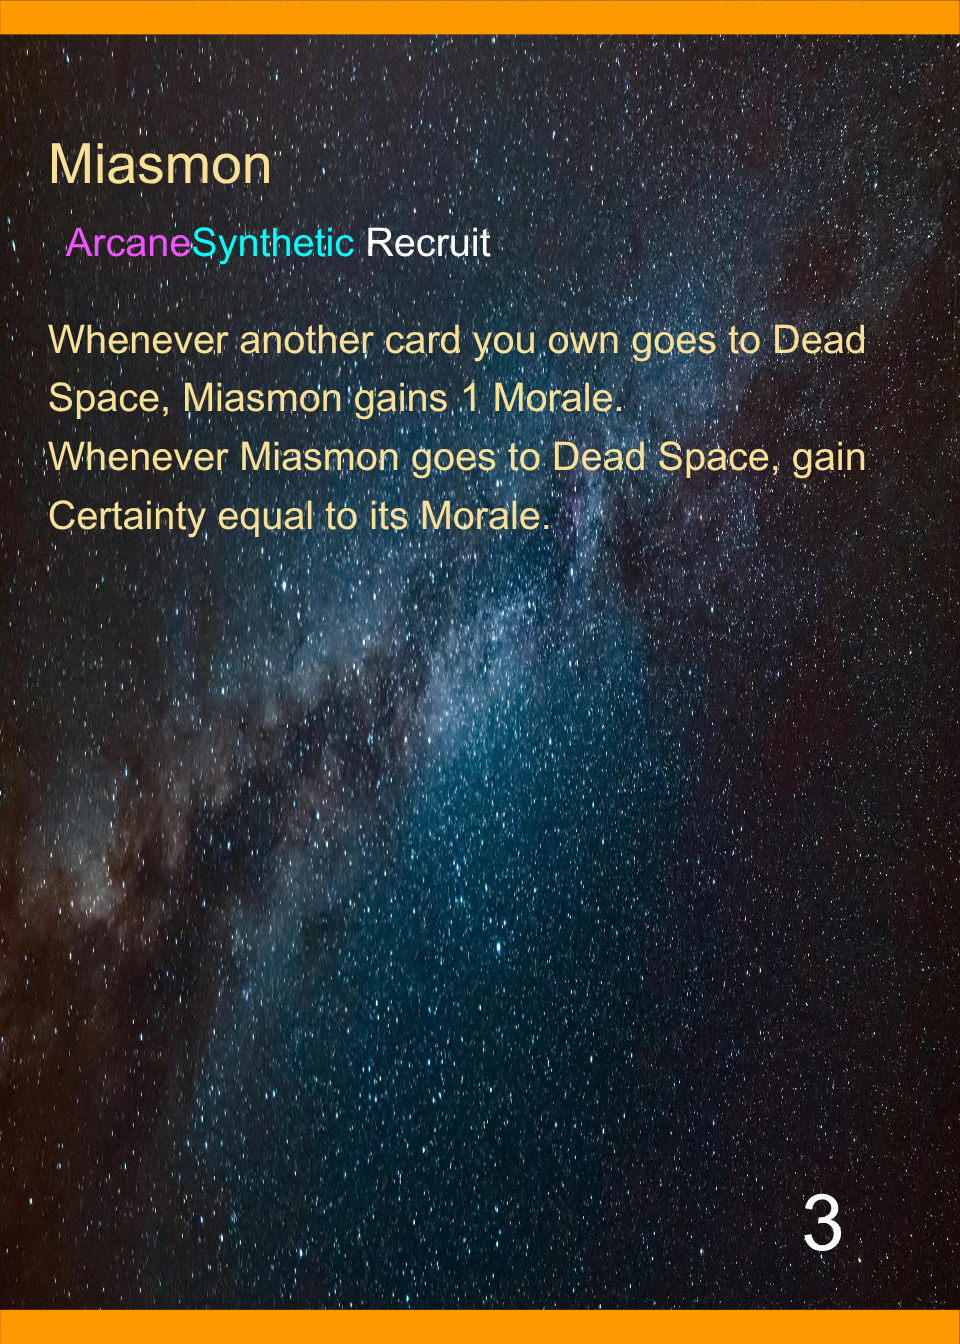 Miasmon
ArcaneSynthetic Recruit
Whenever another card you own goes to Dead
Space, Miasmon gains 1 Morale.
Whenever Miasmon goes to Dead Space, gain
Certainty equal to its Morale.
3